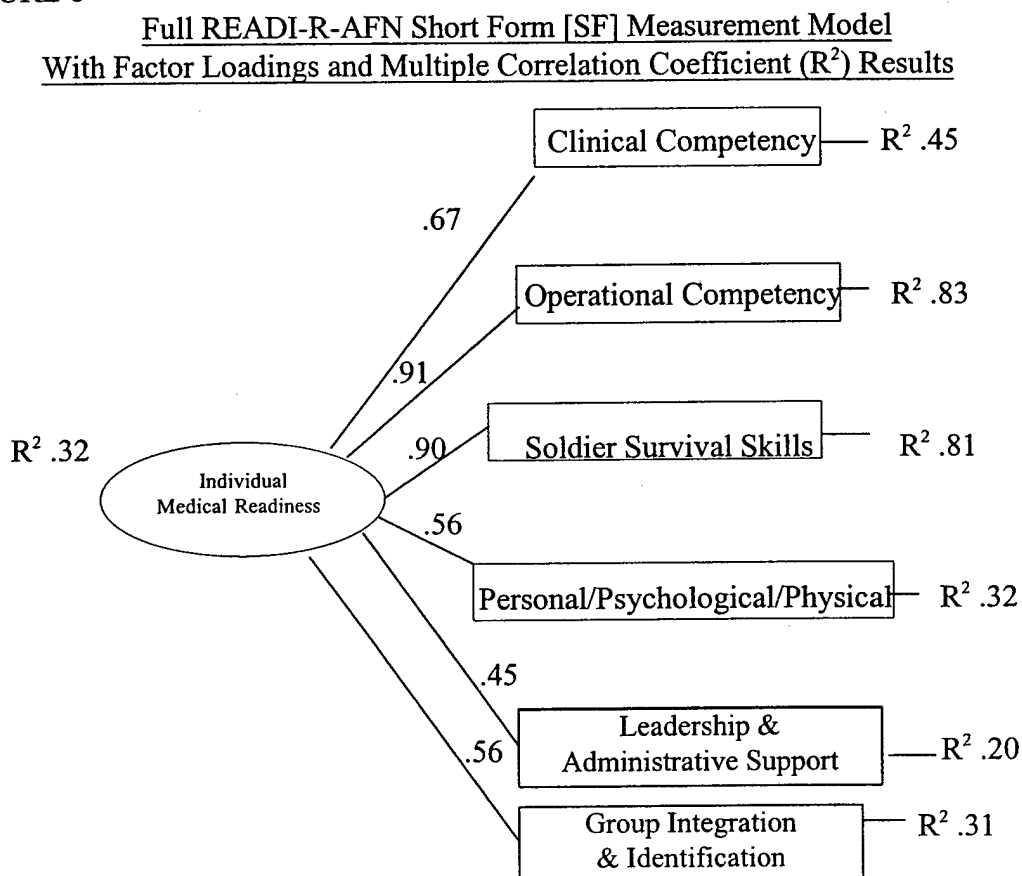 Full READI-R-AFN Short Form [SF] Measurement Model
With Factor Loadings and Multiple Correlation Coefficient (R²) Results
Clinical Competency
R² .45
.67
Operational Competency
R² .83
.91
Soldier Survival Skills
R² .81
.90
R² .32
Individual
Medical Readiness
.56
Personal/Psychological/Physical
R² .32
.45
Leadership &
Administrative Support
R² .20
.56
Group Integration
& Identification
R² .31